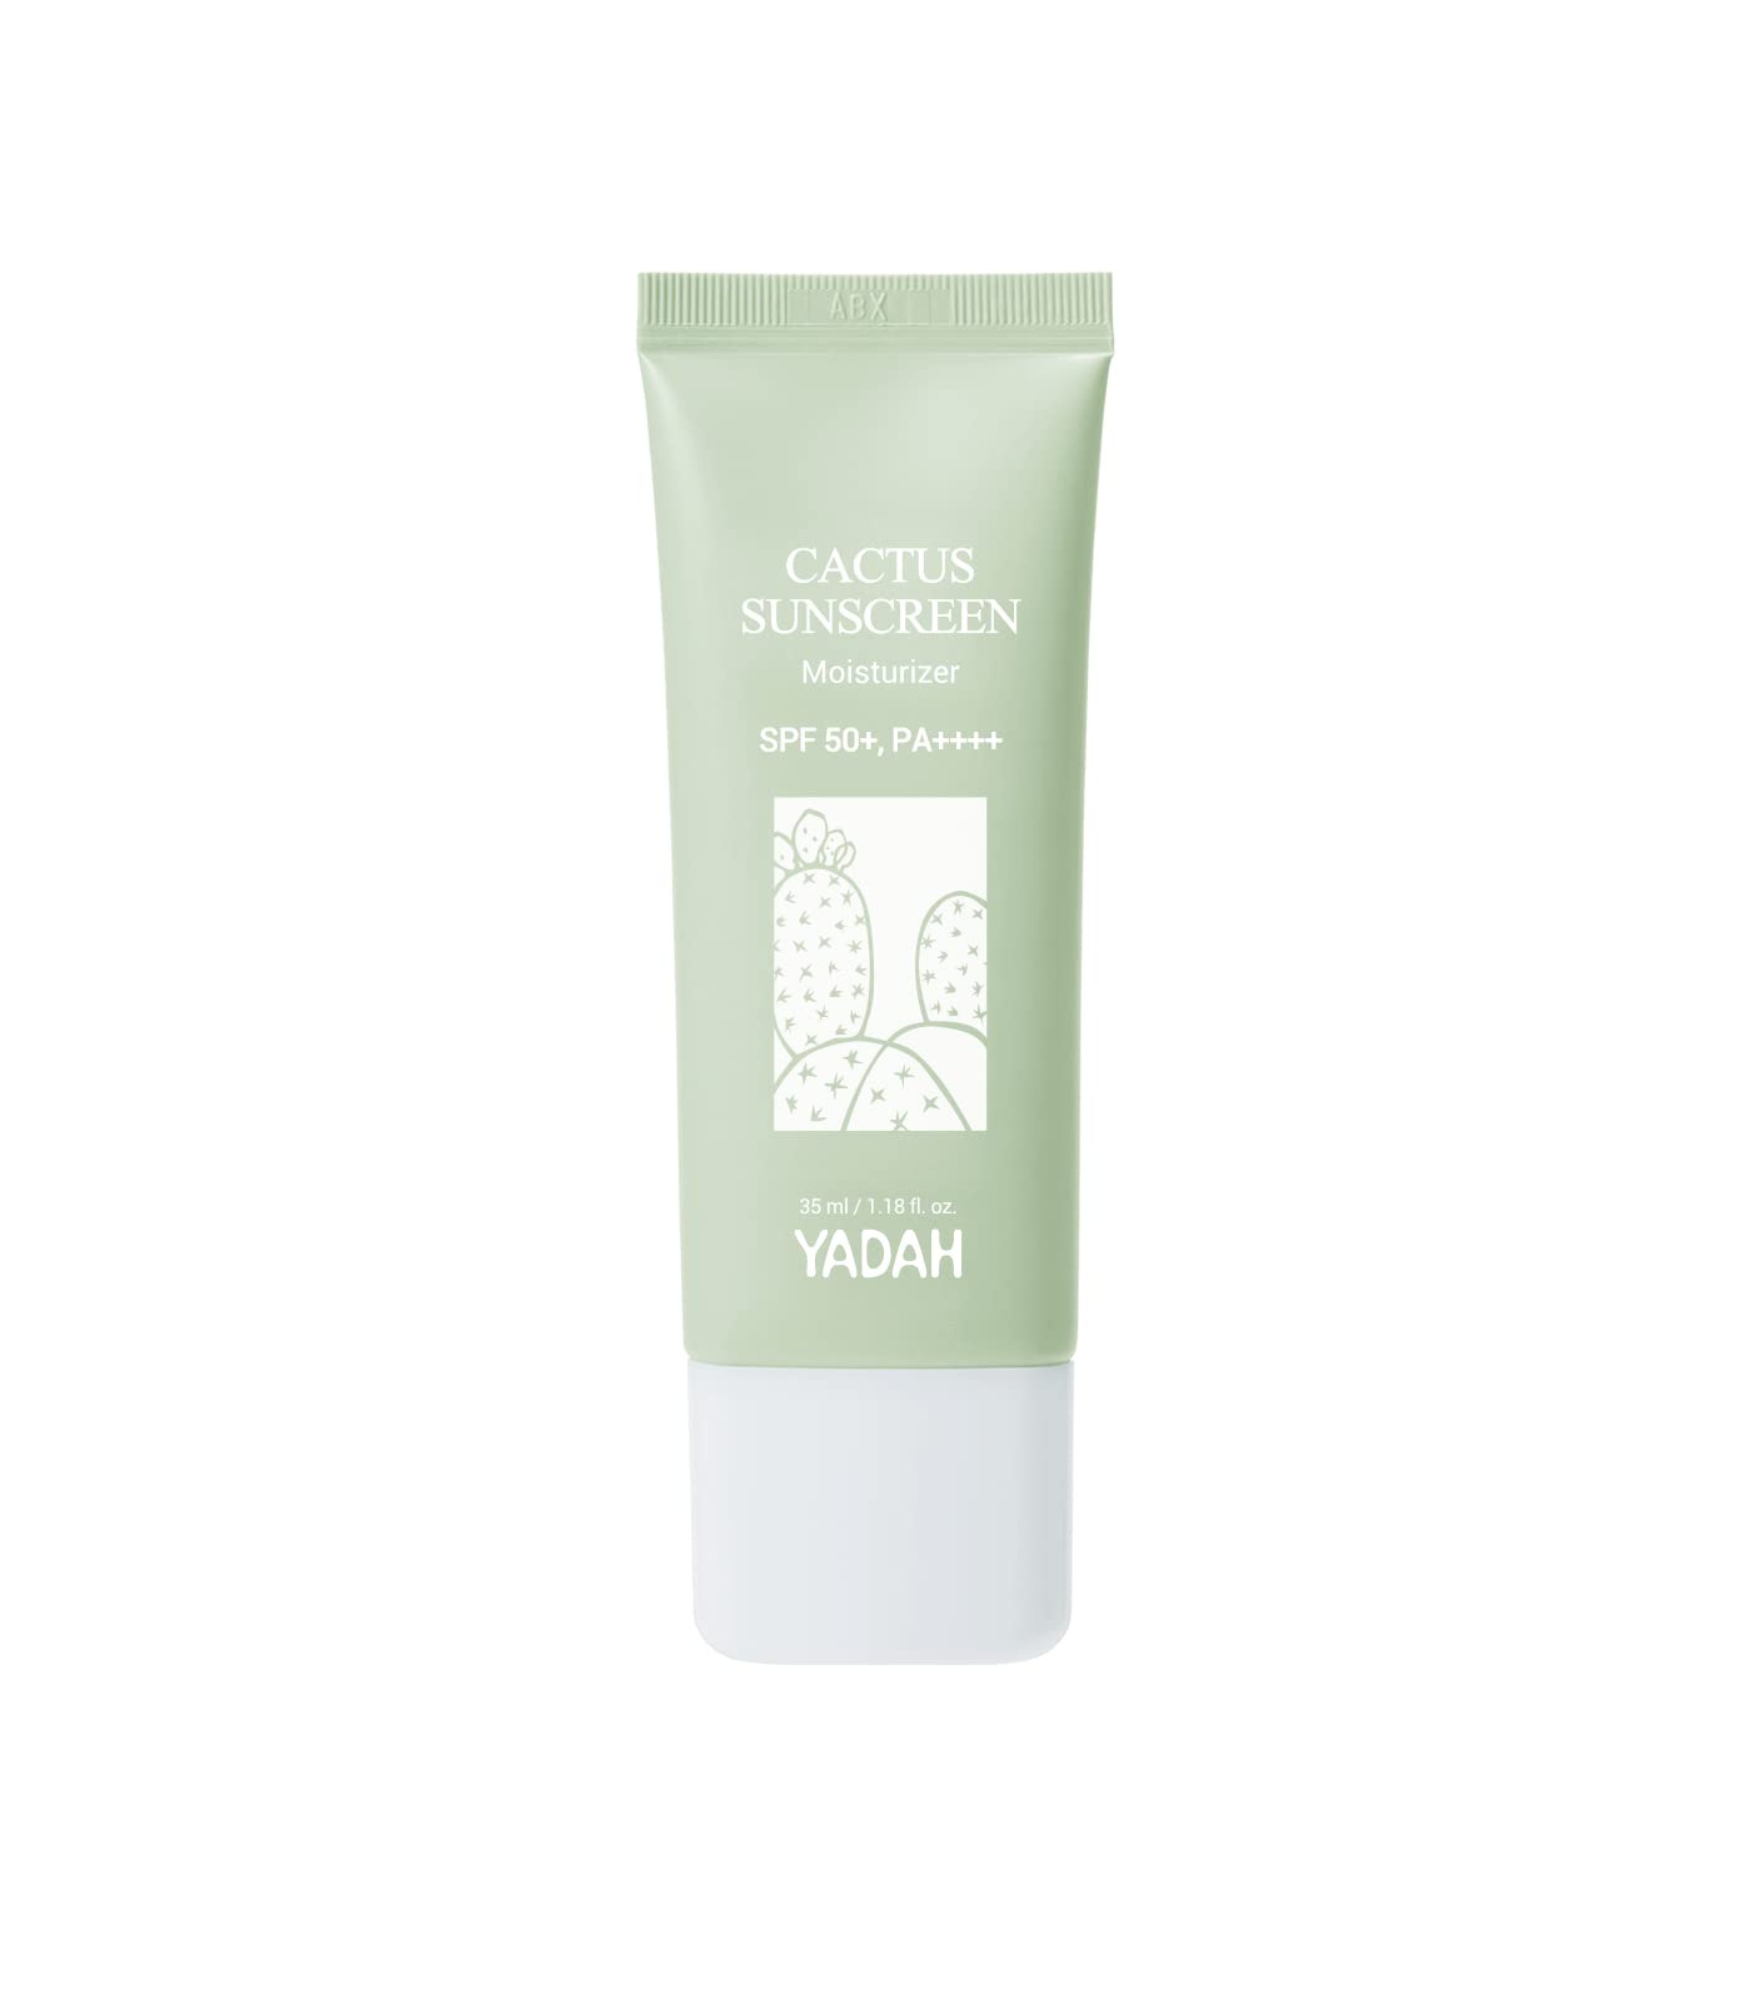 ABX
CACTUS
SUNSCREEN
Moisturizer
SPF 50+, PA++++
35 ml / 1.18 fl. oz.
YADAH